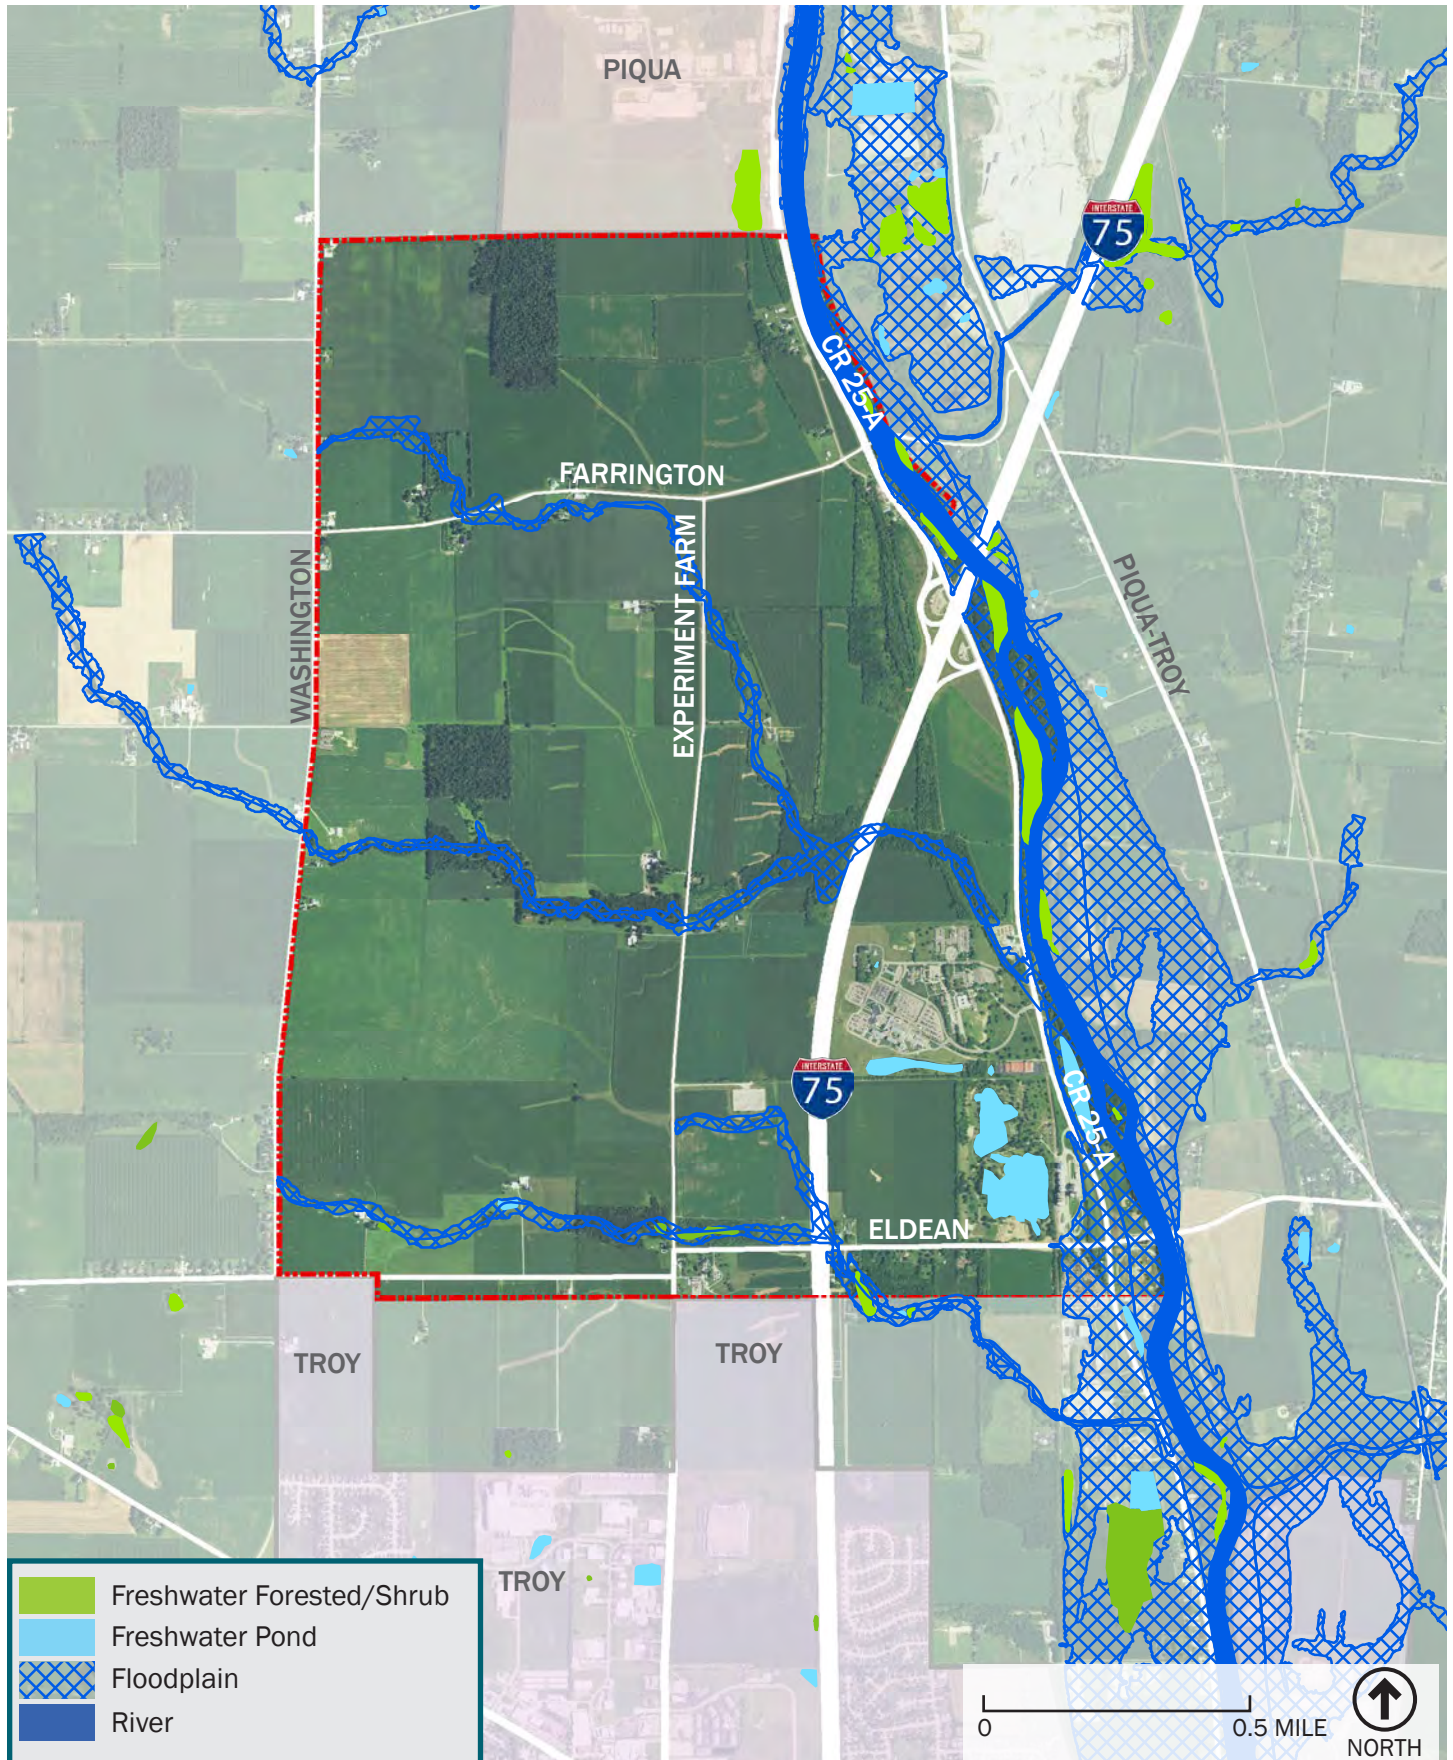 PIQUA
INTERSTATE
75
CR 25-A
FARRINGTON
WASHINGTON
EXPERIMENT FARM
PIQUA-TROY
INTERSTATE
75
CR 25-A
ELDEAN
TROY
TROY
TROY
Freshwater Forested/Shrub
Freshwater Pond
Floodplain
River
0
0.5 MILE
NORTH